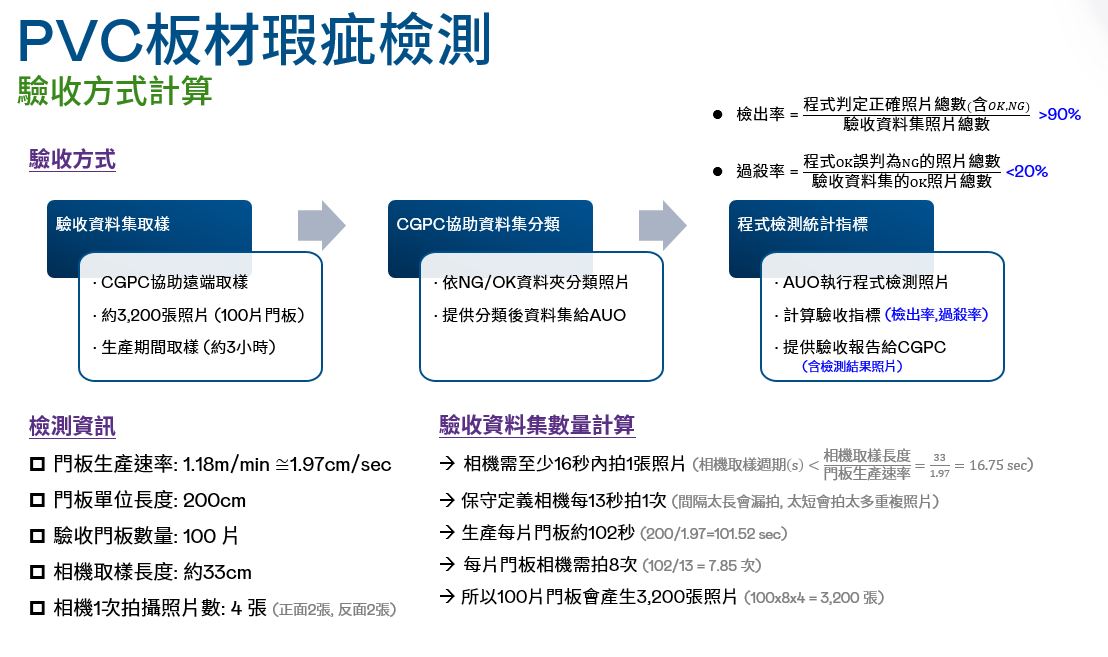 PVC板材瑕疵檢測
驗收方式計算
● 檢出率 = 程式判定正確照片總數(含OK,NG) / 驗收資料集照片總數 >90%
● 過殺率 = 程式OK誤判為NG的照片總數 / 驗收資料集的OK照片總數 <20%
驗收方式
驗收資料集取樣
· CGPC協助遠端取樣
· 約3,200張照片 (100片門板)
· 生產期間取樣 (約3小時)
CGPC協助資料集分類
· 依NG/OK資料夾分類照片
· 提供分類後資料集給AUO
程式檢測統計指標
· AUO執行程式檢測照片
· 計算驗收指標 (檢出率,過殺率)
· 提供驗收報告給CGPC
(含檢測結果照片)
檢測資訊
門板生產速率: 1.18m/min ≅1.97cm/sec
門板單位長度: 200cm
驗收門板數量: 100 片
相機取樣長度: 約33cm
相機1次拍攝照片數: 4 張 (正面2張, 反面2張)
驗收資料集數量計算
→ 相機需至少16秒內拍1張照片 (相機取樣週期(s) < 相機取樣長度 / 門板生產速率 = 33 / 1.97 = 16.75 sec)
→ 保守定義相機每13秒拍1次 (間隔太長會漏拍, 太短會拍太多重複照片)
→ 生產每片門板約102秒 (200/1.97=101.52 sec)
→ 每片門板相機需拍8次 (102/13 = 7.85 次)
→ 所以100片門板會產生3,200張照片 (100x8x4 = 3,200 張)